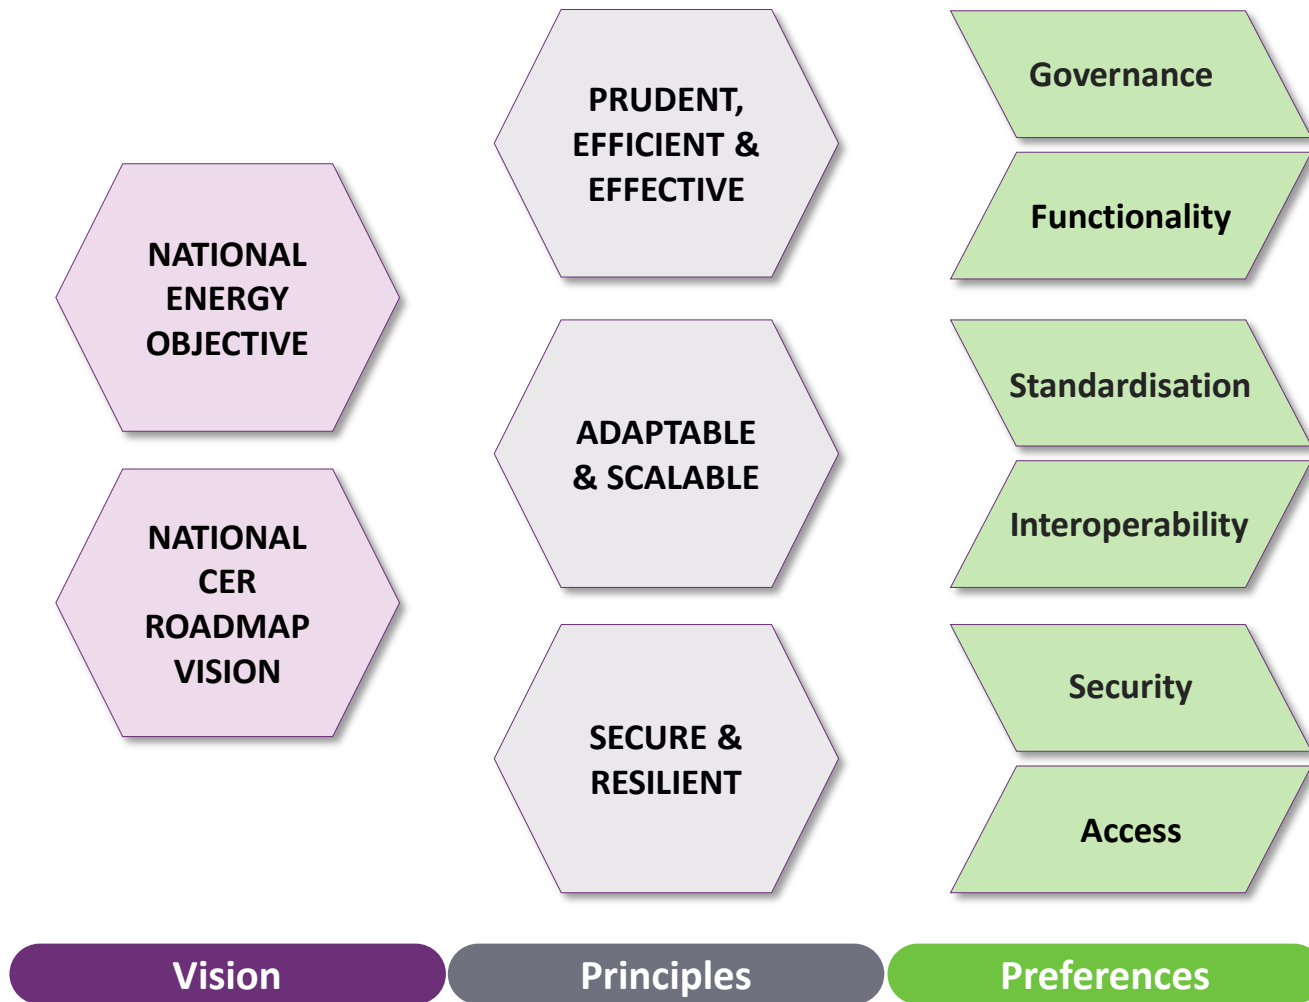 NATIONAL
ENERGY
OBJECTIVE
NATIONAL
CER
ROADMAP
VISION
PRUDENT,
EFFICIENT &
EFFECTIVE
ADAPTABLE
& SCALABLE
SECURE &
RESILIENT
Governance
Functionality
Standardisation
Interoperability
Security
Access
Vision
Principles
Preferences